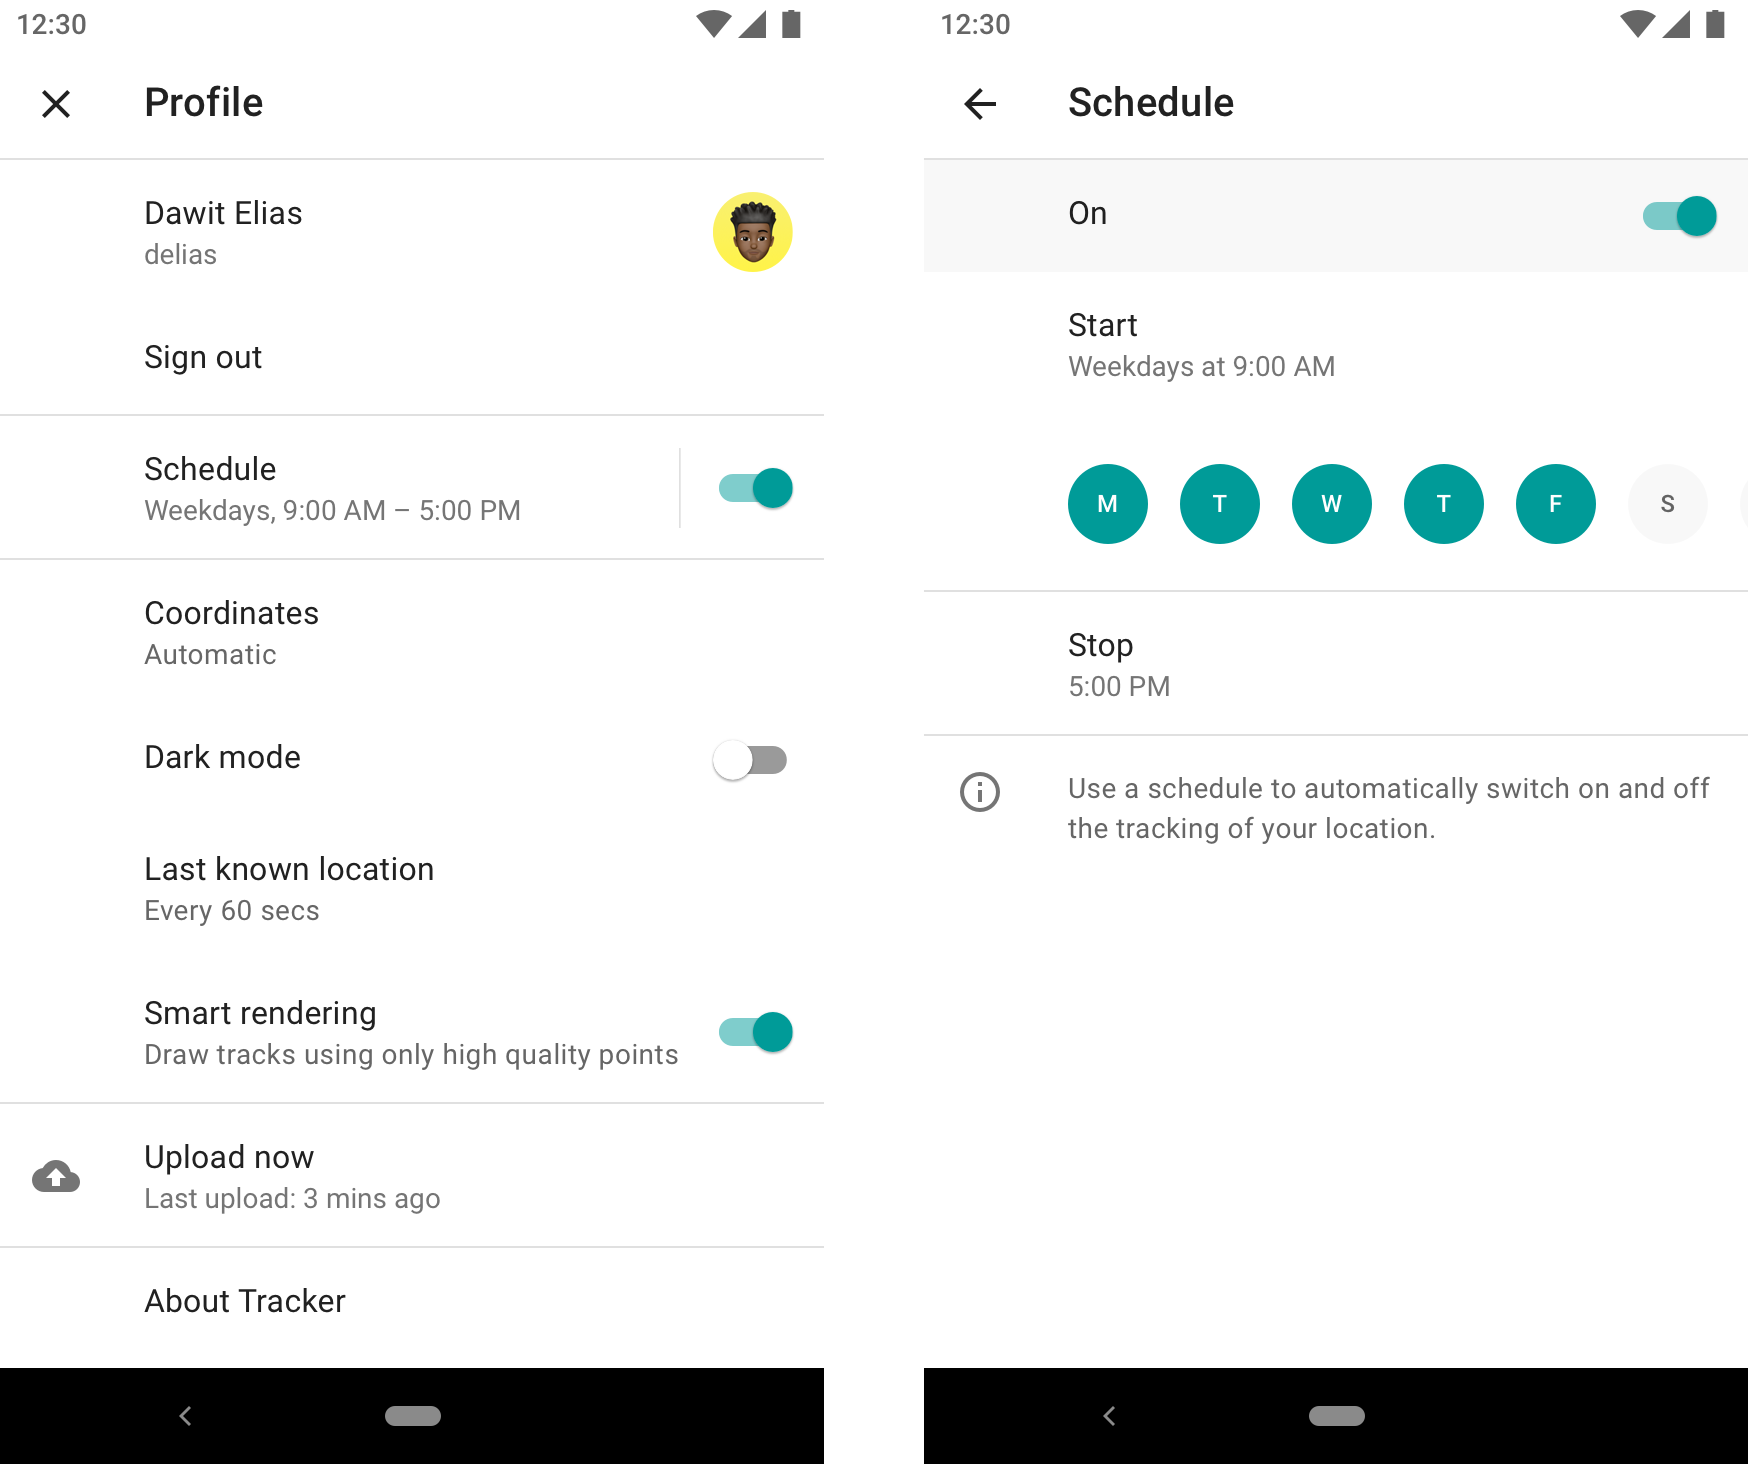 12:30
Profile
Dawit Elias
delias
Sign out
Schedule
Weekdays, 9:00 AM – 5:00 PM
Coordinates
Automatic
Dark mode
Last known location
Every 60 secs
Smart rendering
Draw tracks using only high quality points
Upload now
Last upload: 3 mins ago
About Tracker
12:30
Schedule
On
Start
Weekdays at 9:00 AM
M T W T F S
Stop
5:00 PM
Use a schedule to automatically switch on and off
the tracking of your location.